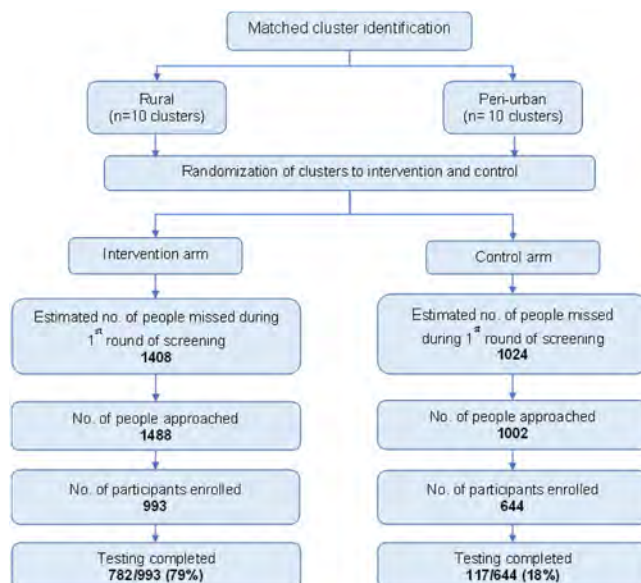 Matched cluster identification
Rural
(n=10 clusters)
Peri-urban
(n= 10 clusters)
Randomization of clusters to intervention and control
Intervention arm
Control arm
Estimated no. of people missed during
1st round of screening
1408
Estimated no. of people missed
during 1st round of screening
1024
No. of people approached
1488
No. of people approached
1002
No. of participants enrolled
993
No. of participants enrolled
644
Testing completed
782/993 (79%)
Testing completed
117/644 (18%)